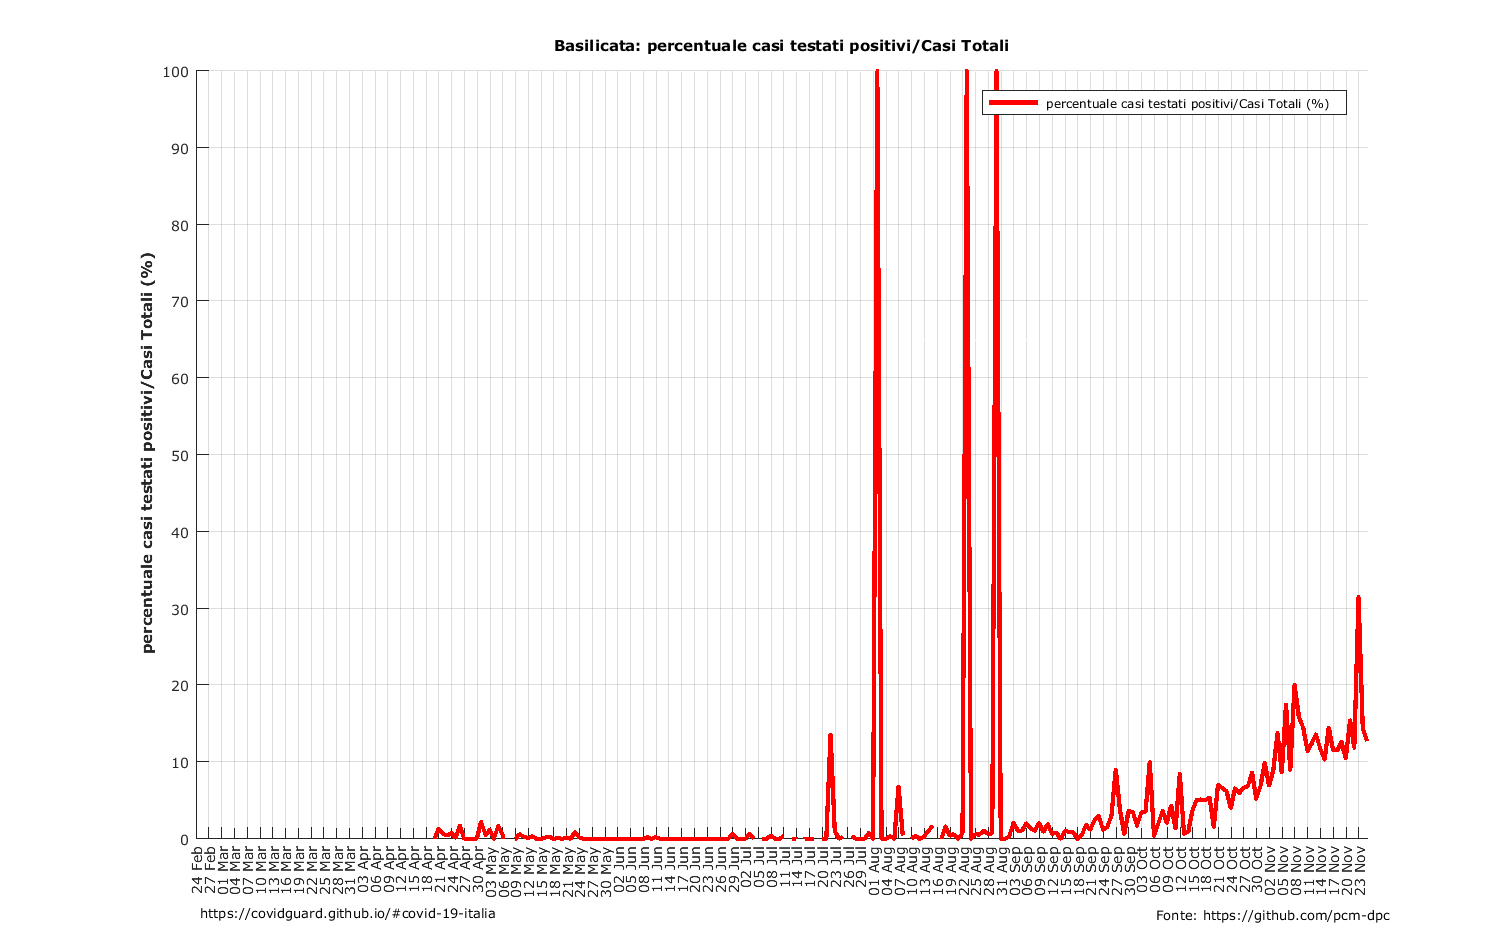 Basilicata: percentuale casi testati positivi/Casi Totali
percentuale casi testati positivi/Casi Totali (%)
percentuale casi testati positivi/Casi Totali (%)
100
90
80
70
60
50
40
30
20
10
0
24 Feb
27 Feb
01 Mar
04 Mar
07 Mar
10 Mar
13 Mar
16 Mar
19 Mar
22 Mar
25 Mar
28 Mar
31 Mar
03 Apr
06 Apr
09 Apr
12 Apr
15 Apr
18 Apr
21 Apr
24 Apr
27 Apr
30 Apr
03 May
06 May
09 May
12 May
15 May
18 May
21 May
24 May
27 May
30 May
02 Jun
05 Jun
08 Jun
11 Jun
14 Jun
17 Jun
20 Jun
23 Jun
26 Jun
29 Jun
02 Jul
05 Jul
08 Jul
11 Jul
14 Jul
17 Jul
20 Jul
23 Jul
26 Jul
29 Jul
01 Aug
04 Aug
07 Aug
10 Aug
13 Aug
16 Aug
19 Aug
22 Aug
25 Aug
28 Aug
31 Aug
03 Sep
06 Sep
09 Sep
12 Sep
15 Sep
18 Sep
21 Sep
24 Sep
27 Sep
30 Sep
03 Oct
06 Oct
09 Oct
12 Oct
15 Oct
18 Oct
21 Oct
24 Oct
27 Oct
30 Oct
02 Nov
05 Nov
08 Nov
11 Nov
14 Nov
17 Nov
20 Nov
23 Nov
https://covidguard.github.io/#covid-19-italia
Fonte: https://github.com/pcm-dpc